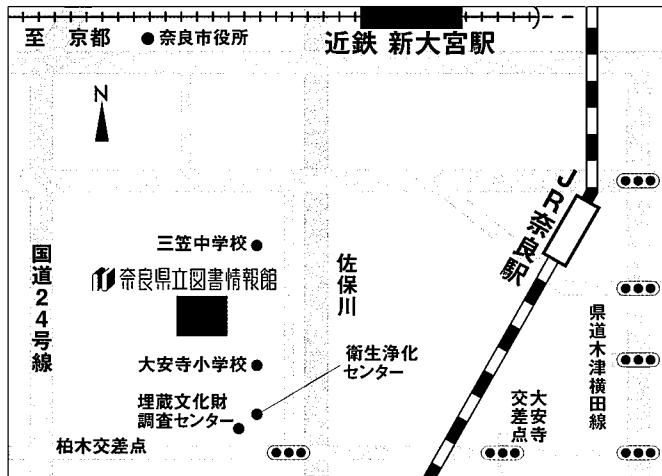 至 京都
奈良市役所
近鉄 新大宮駅
N
JR奈良駅
三笠中学校
奈良県立図書情報館
国道24号線
佐保川
県道木津横田線
大安寺小学校
衛生浄化
センター
埋蔵文化財
調査センター
大安寺
交差点
柏木交差点